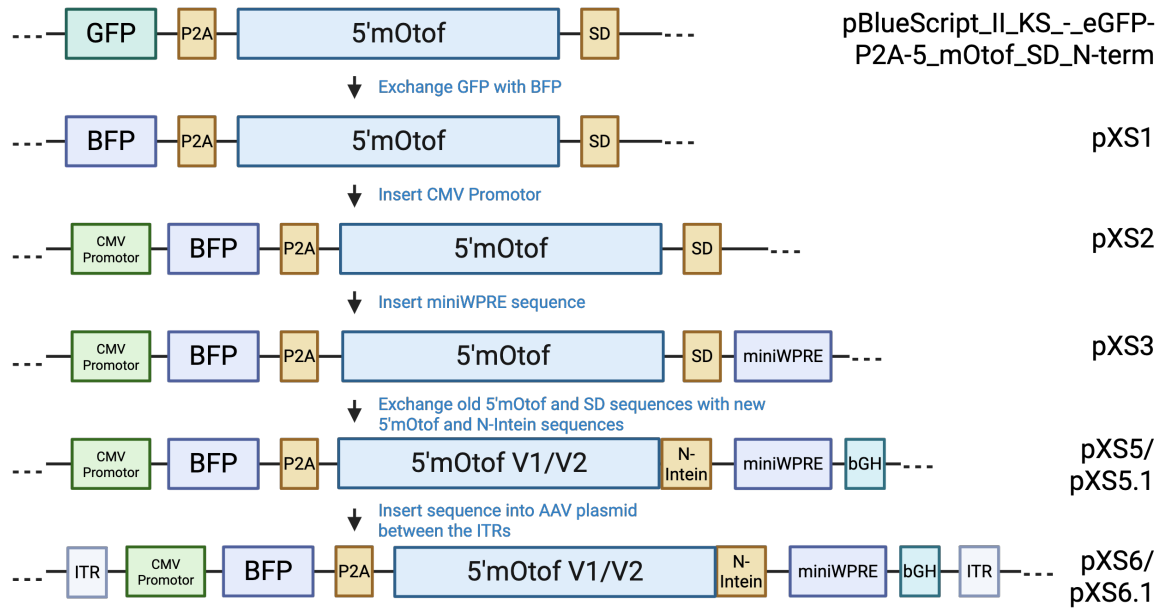 GFP P2A 5'mOtof SD
pBlueScript_II_KS_-_eGFP-
P2A-5_mOtof_SD_N-term
Exchange GFP with BFP
BFP P2A 5'mOtof SD
pXS1
Insert CMV Promotor
CMV
Promotor
BFP P2A 5'mOtof SD
pXS2
Insert miniWPRE sequence
CMV
Promotor
BFP P2A 5'mOtof SD miniWPRE
pXS3
Exchange old 5'mOtof and SD sequences with new
5'mOtof and N-Intein sequences
CMV
Promotor
BFP P2A 5'mOtof V1/V2
N-
Intein
miniWPRE bGH
pXS5/
pXS5.1
Insert sequence into AAV plasmid
between the ITRs
ITR
CMV
Promotor
BFP P2A 5'mOtof V1/V2
N-
Intein
miniWPRE bGH ITR
pXS6/
pXS6.1